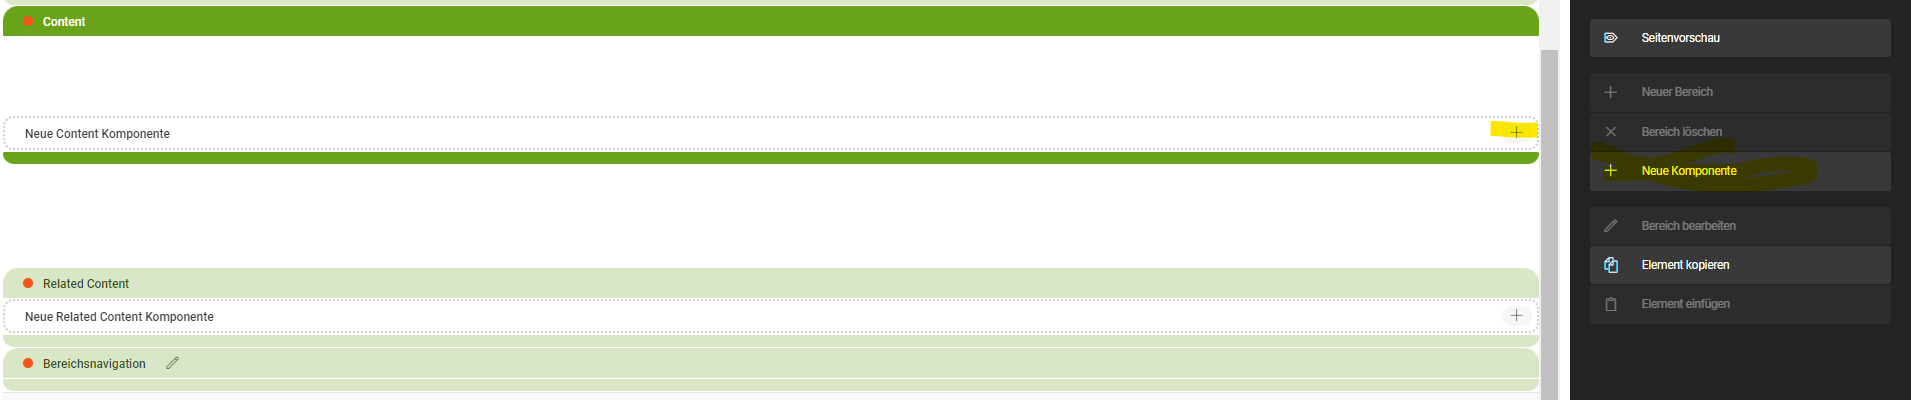 Content
Neue Content Komponente
Related Content
Neue Related Content Komponente
Bereichsnavigation
Seitenvorschau
Neuer Bereich
Bereich löschen
Neue Komponente
Bereich bearbeiten
Element kopieren
Element einfügen